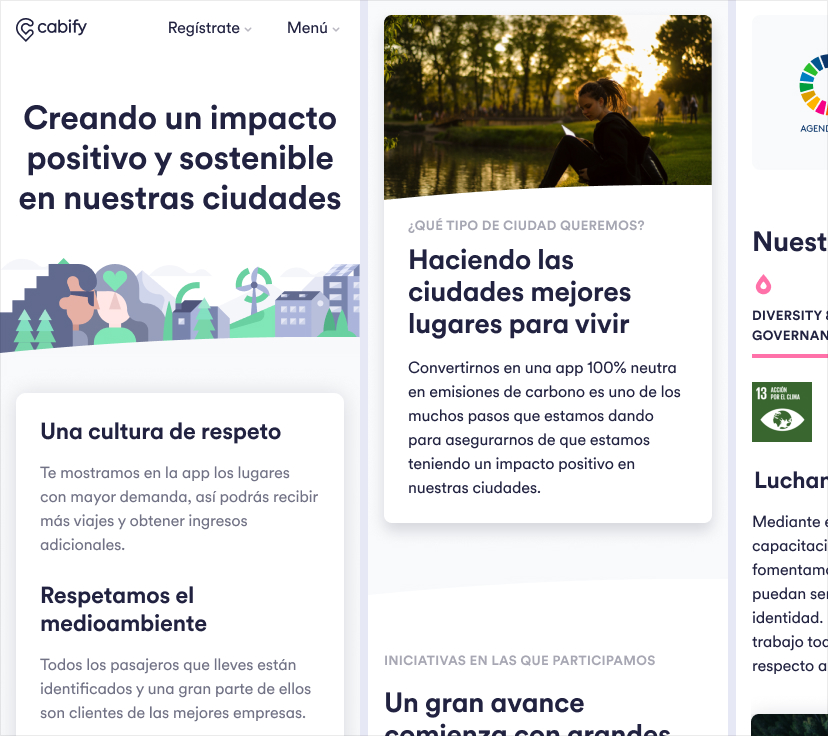 cabify
Regístrate
Menú
Creando un impacto
positivo y sostenible
en nuestras ciudades
Una cultura de respeto
Te mostramos en la app los lugares
con mayor demanda, así podrás recibir
más viajes y obtener ingresos
adicionales.
Respetamos el
medioambiente
Todos los pasajeros que lleves están
identificados y una gran parte de ellos
son clientes de las mejores empresas.
¿QUÉ TIPO DE CIUDAD QUEREMOS?
Haciendo las
ciudades mejores
lugares para vivir
Convertirnos en una app 100% neutra
en emisiones de carbono es uno de los
muchos pasos que estamos dando
para asegurarnos de que estamos
teniendo un impacto positivo en
nuestras ciudades.
INICIATIVAS EN LAS QUE PARTICIPAMOS
Un gran avance
comienza con grandes
AGEND
Nuest
DIVERSITY &
GOVERNAN
13 ACCIÓN
POR EL CLIMA
Luchar
Mediante e
capacitaci
fomentamo
puedan ser
identidad.
trabajo tod
respecto a